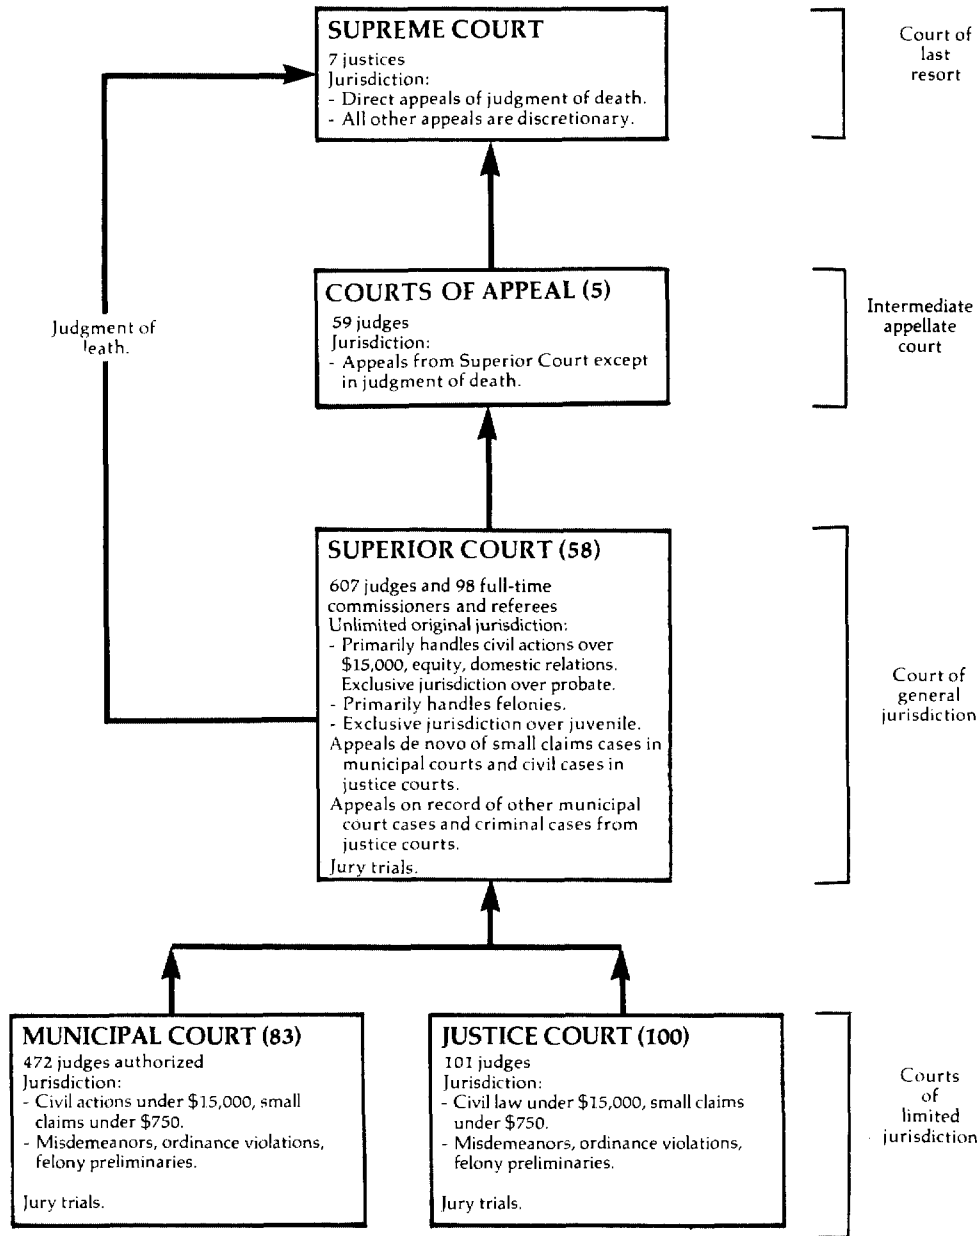 SUPREME COURT
7 justices
Jurisdiction:
- Direct appeals of judgment of death.
- All other appeals are discretionary.
Court of
last
resort
COURTS OF APPEAL (5)
59 judges
Jurisdiction:
- Appeals from Superior Court except
in judgment of death.
Intermediate
appellate
court
Judgment of
leath.
SUPERIOR COURT (58)
607 judges and 98 full-time
commissioners and referees
Unlimited original jurisdiction:
- Primarily handles civil actions over
$15,000, equity, domestic relations.
Exclusive jurisdiction over probate.
- Primarily handles felonies.
- Exclusive jurisdiction over juvenile.
Appeals de novo of small claims cases in
municipal courts and civil cases in
justice courts.
Appeals on record of other municipal
court cases and criminal cases from
justice courts.
Jury trials.
Court of
general
jurisdiction
MUNICIPAL COURT (83)
472 judges authorized
Jurisdiction:
- Civil actions under $15,000, small
claims under $750.
- Misdemeanors, ordinance violations,
felony preliminaries.
Jury trials.
JUSTICE COURT (100)
101 judges
Jurisdiction:
- Civil law under $15,000, small claims
under $750.
- Misdemeanors, ordinance violations,
felony preliminaries.
Jury trials.
Courts
of
limited
jurisdiction